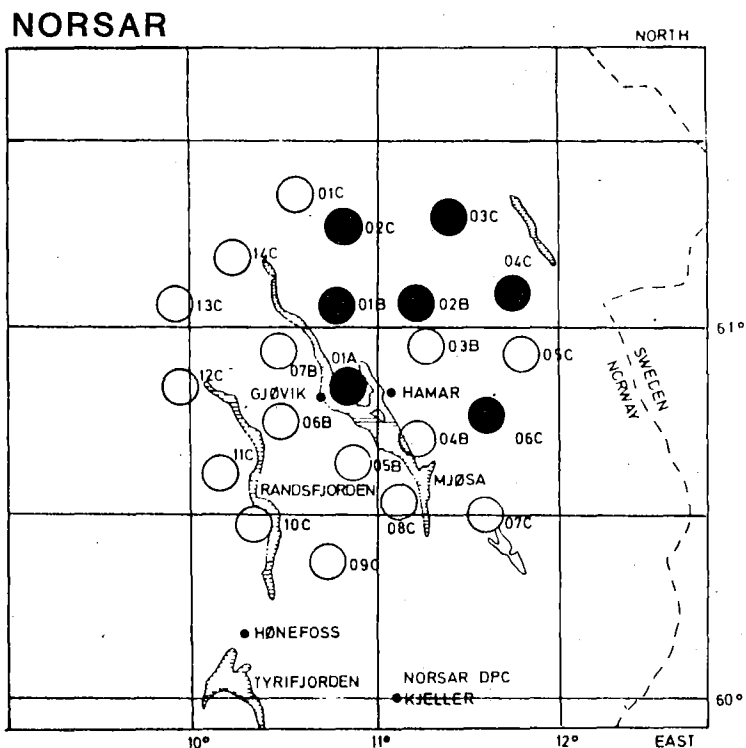 NORSAR
NORTH
01C
02C
03C
14C
04C
13C
01B
02B
61°
03B
05C
01A
07B
12C
GJØVIK
HAMAR
SWEDEN
NORWAY
06B
04B
06C
11C
05B
RANDSFJORDEN
MJØSA
10C
08C
07C
09C
HØNEFOSS
TYRIFJORDEN
NORSAR DPC
KJELLER
60°
10°
11°
12°
EAST